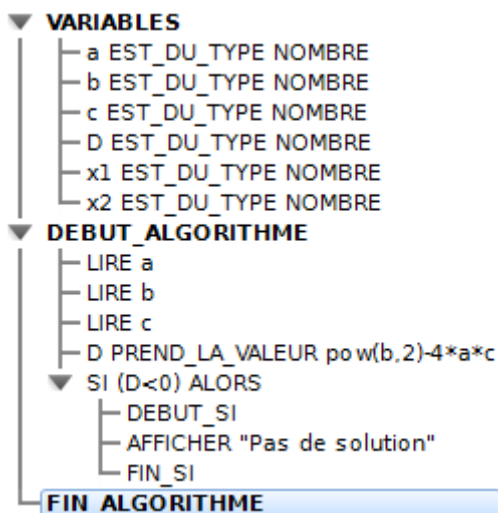 VARIABLES
a EST_DU_TYPE NOMBRE
b EST_DU_TYPE NOMBRE
c EST_DU_TYPE NOMBRE
D EST_DU_TYPE NOMBRE
x1 EST_DU_TYPE NOMBRE
x2 EST_DU_TYPE NOMBRE
DEBUT_ALGORITHME
LIRE a
LIRE b
LIRE c
D PREND_LA_VALEUR pow(b,2)-4*a*c
SI (D<0) ALORS
DEBUT_SI
AFFICHER "Pas de solution"
FIN_SI
FIN_ALGORITHME